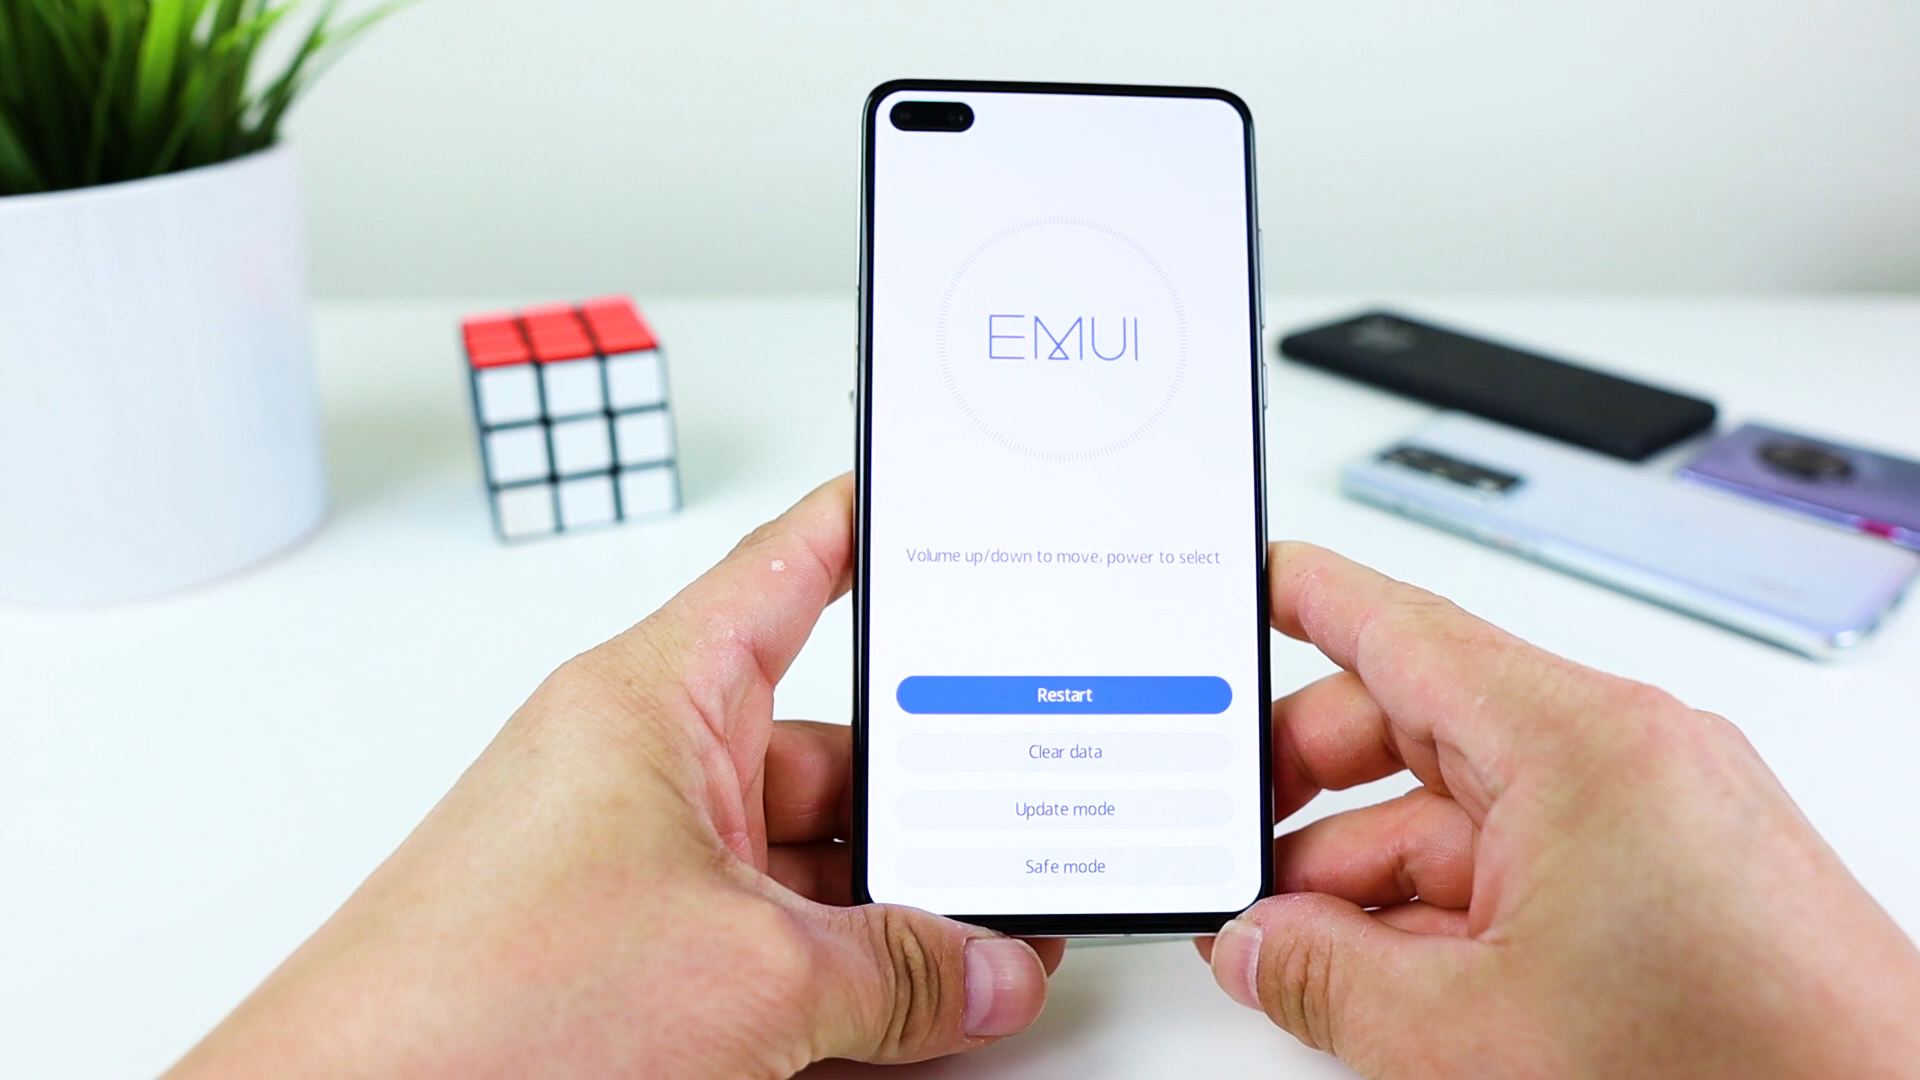 EMUI
Volume up/down to move, power to select
Restart
Clear data
Update mode
Safe mode